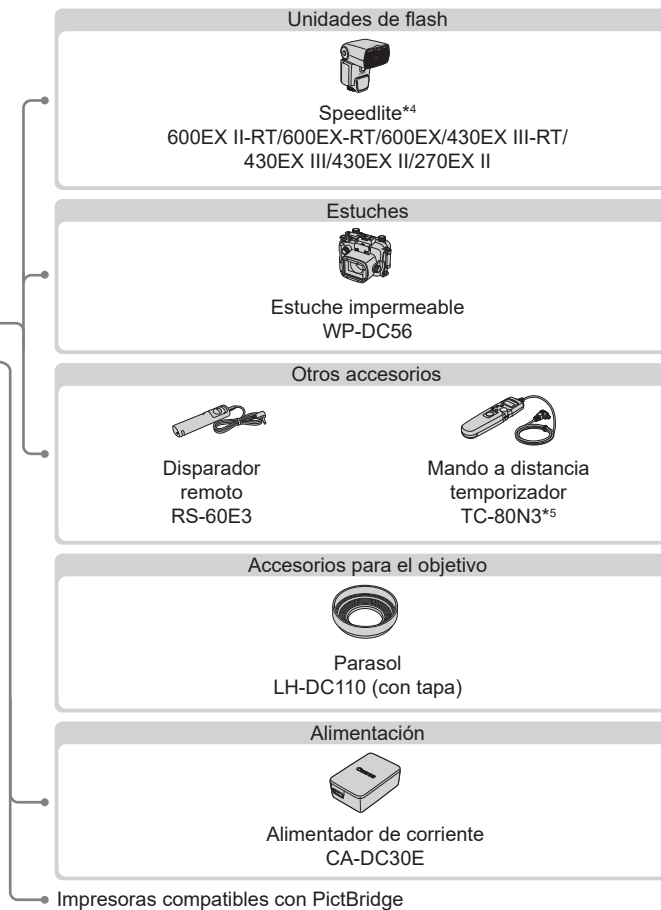 Unidades de flash
Speedlite*4
600EX II-RT/600EX-RT/600EX/430EX III-RT/
430EX III/430EX II/270EX II
Estuches
Estuche impermeable
WP-DC56
Otros accesorios
Disparador
remoto
RS-60E3
Mando a distancia
temporizador
TC-80N3*5
Accesorios para el objetivo
Parasol
LH-DC110 (con tapa)
Alimentación
Canon
Alimentador de corriente
CA-DC30E
Impresoras compatibles con PictBridge